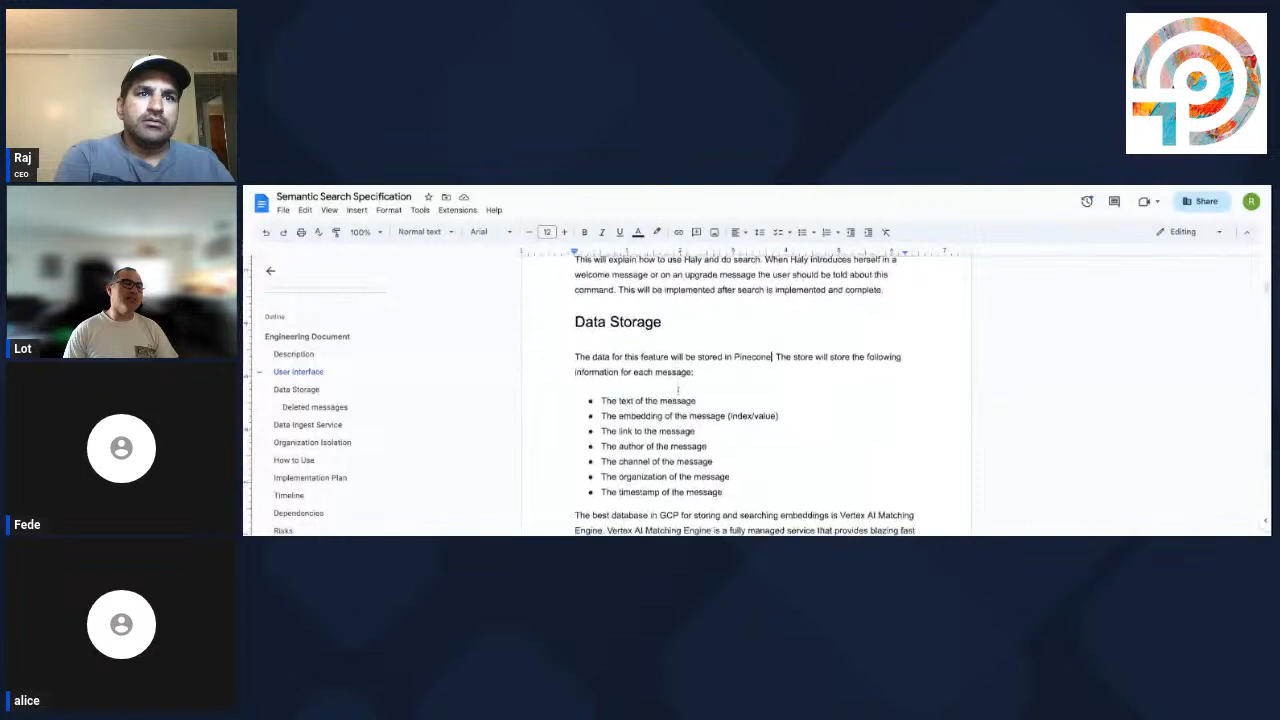 Raj
CEO
Lot
Fede
alice
Semantic Search Specification
File Edit View Insert Format Tools Extensions Help
Share
R
100% Normal text Arial 12 B I U A Editing
1 1 2 3 4 5 6 7
Outline
Engineering Document
Description
User Interface
Data Storage
Deleted messages
Data Ingest Service
Organization Isolation
How to Use
Implementation Plan
Timeline
Dependencies
Risks
This will explain how to use Haly and do search. When Haly introduces herself in a
welcome message or on an upgrade message the user should be told about this
command. This will be implemented after search is implemented and complete.
Data Storage
The data for this feature will be stored in Pinecone The store will store the following
information for each message:
● The text of the message
● The embedding of the message (index/value)
● The link to the message
● The author of the message
● The channel of the message
● The organization of the message
● The timestamp of the message
The best database in GCP for storing and searching embeddings is Vertex AI Matching
Engine. Vertex AI Matching Engine is a fully managed service that provides blazing fast